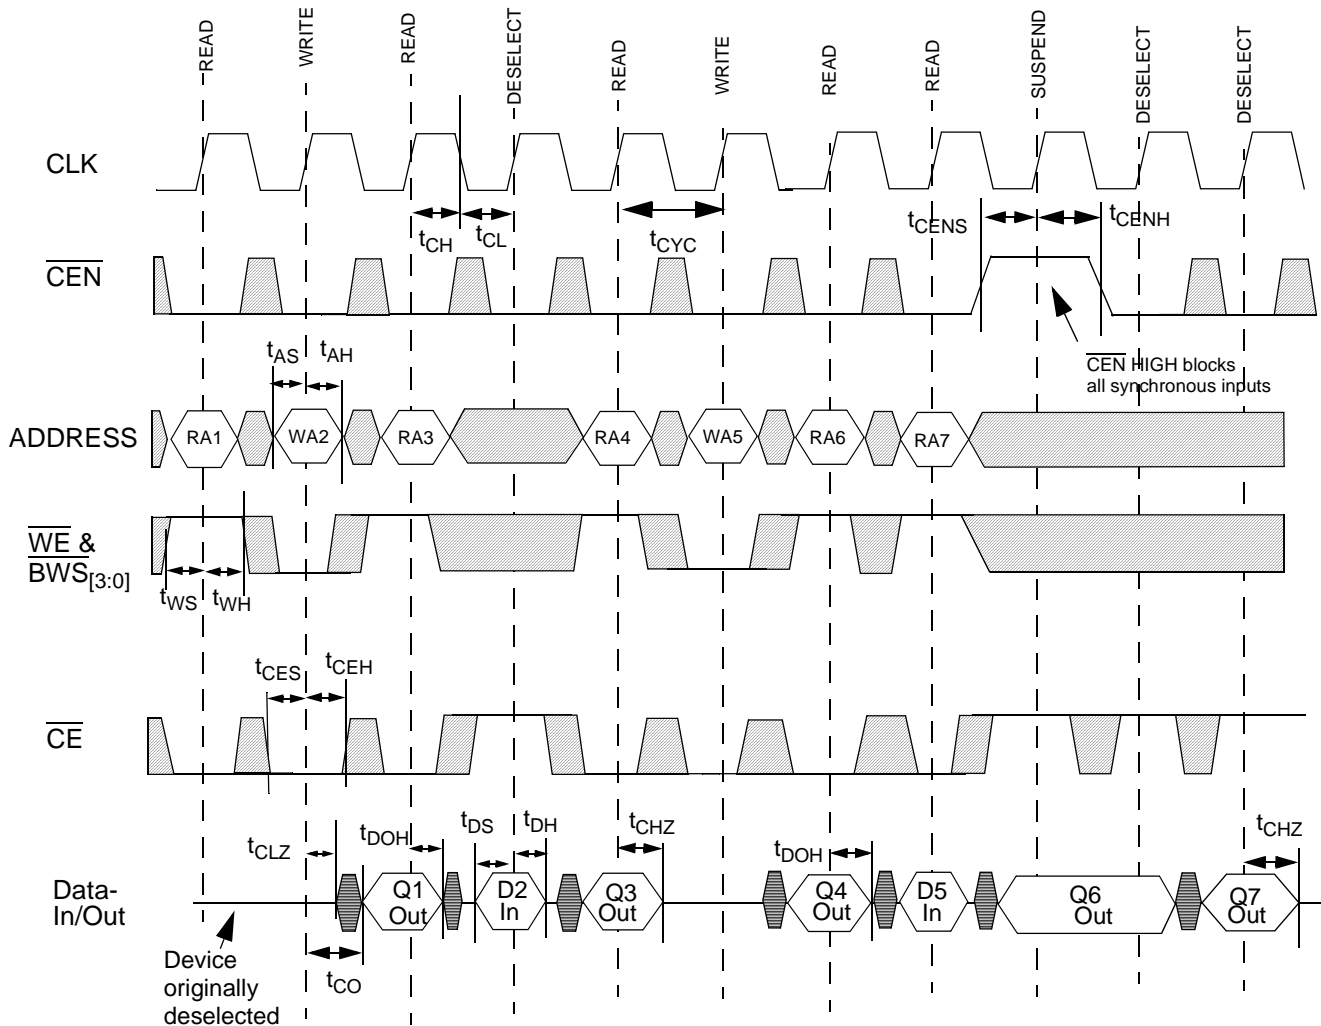 READ
WRITE
READ
DESELECT
READ
WRITE
READ
READ
SUSPEND
DESELECT
DESELECT
CLK
tCH
tCL
tCYC
tCENS
tCENH
CEN
CEN HIGH blocks
all synchronous inputs
tAS
tAH
ADDRESS
RA1
WA2
RA3
RA4
WA5
RA6
RA7
WE &
BWS[3:0]
tWS
tWH
tCES
tCEH
CE
tCLZ
tDOH
tDS
tDH
tCHZ
tDOH
tCHZ
Data-
In/Out
Q1
Out
D2
In
Q3
Out
Q4
Out
D5
In
Q6
Out
Q7
Out
tCO
Device
originally
deselected